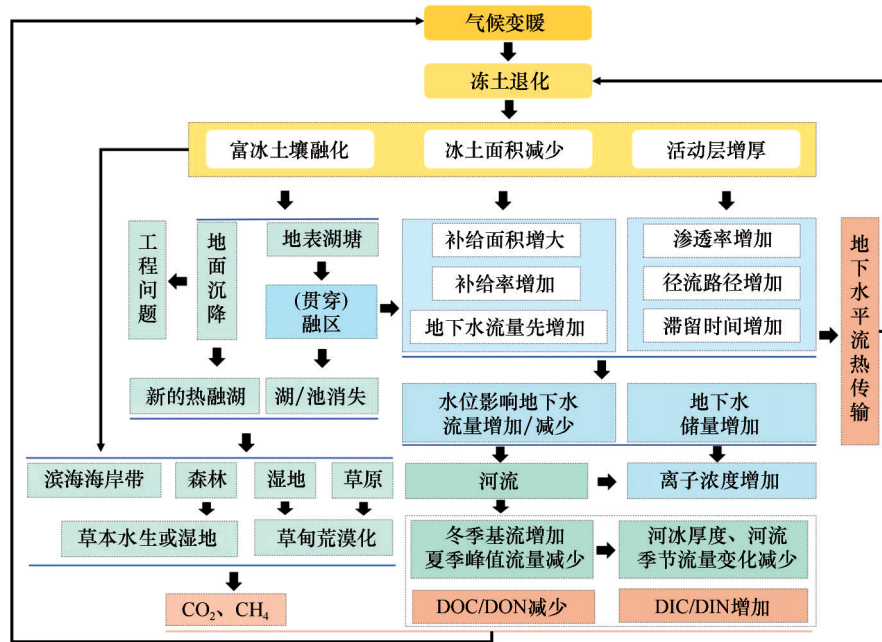 气候变暖
冻土退化
富冰土壤融化
冰土面积减少
活动层增厚
工程问题
地面沉降
地表湖塘
(贯穿)
融区
补给面积增大
补给率增加
地下水流量先增加
渗透率增加
径流路径增加
滞留时间增加
地下水平流热传输
新的热融湖
湖/池消失
水位影响地下水
流量增加/减少
地下水
储量增加
滨海海岸带
森林
湿地
草原
河流
离子浓度增加
草本水生或湿地
草甸荒漠化
冬季基流增加
夏季峰值流量减少
河冰厚度、河流
季节流量变化减少
CO₂、CH₄
DOC/DON减少
DIC/DIN增加